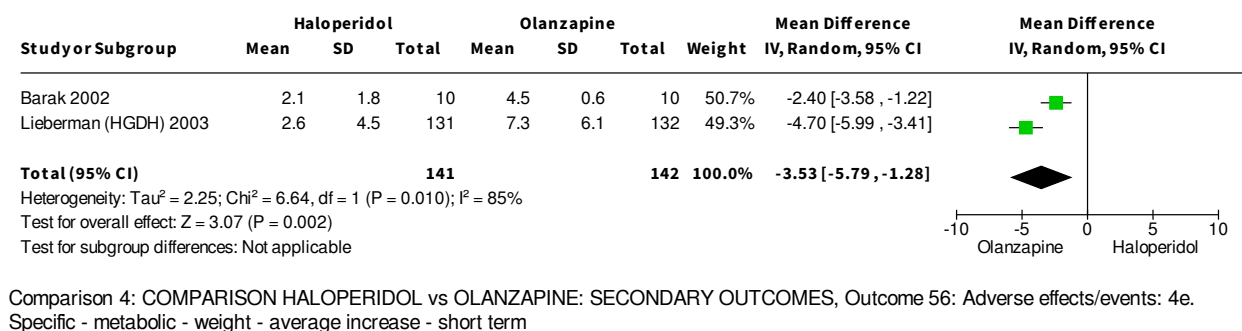 Haloperidol Olanzapine Mean Difference Mean Difference
Study or Subgroup Mean SD Total Mean SD Total Weight IV, Random, 95% CI IV, Random, 95% CI
Barak 2002 2.1 1.8 10 4.5 0.6 10 50.7% -2.40 [-3.58 , -1.22]
Lieberman (HGDH) 2003 2.6 4.5 131 7.3 6.1 132 49.3% -4.70 [-5.99 , -3.41]
Total (95% CI) 141 142 100.0% -3.53 [-5.79 , -1.28]
Heterogeneity: Tau² = 2.25; Chi² = 6.64, df = 1 (P = 0.010); I² = 85%
Test for overall effect: Z = 3.07 (P = 0.002)
Test for subgroup differences: Not applicable
-10 -5 0 5 10
Olanzapine Haloperidol
Comparison 4: COMPARISON HALOPERIDOL vs OLANZAPINE: SECONDARY OUTCOMES, Outcome 56: Adverse effects/events: 4e.
Specific - metabolic - weight - average increase - short term